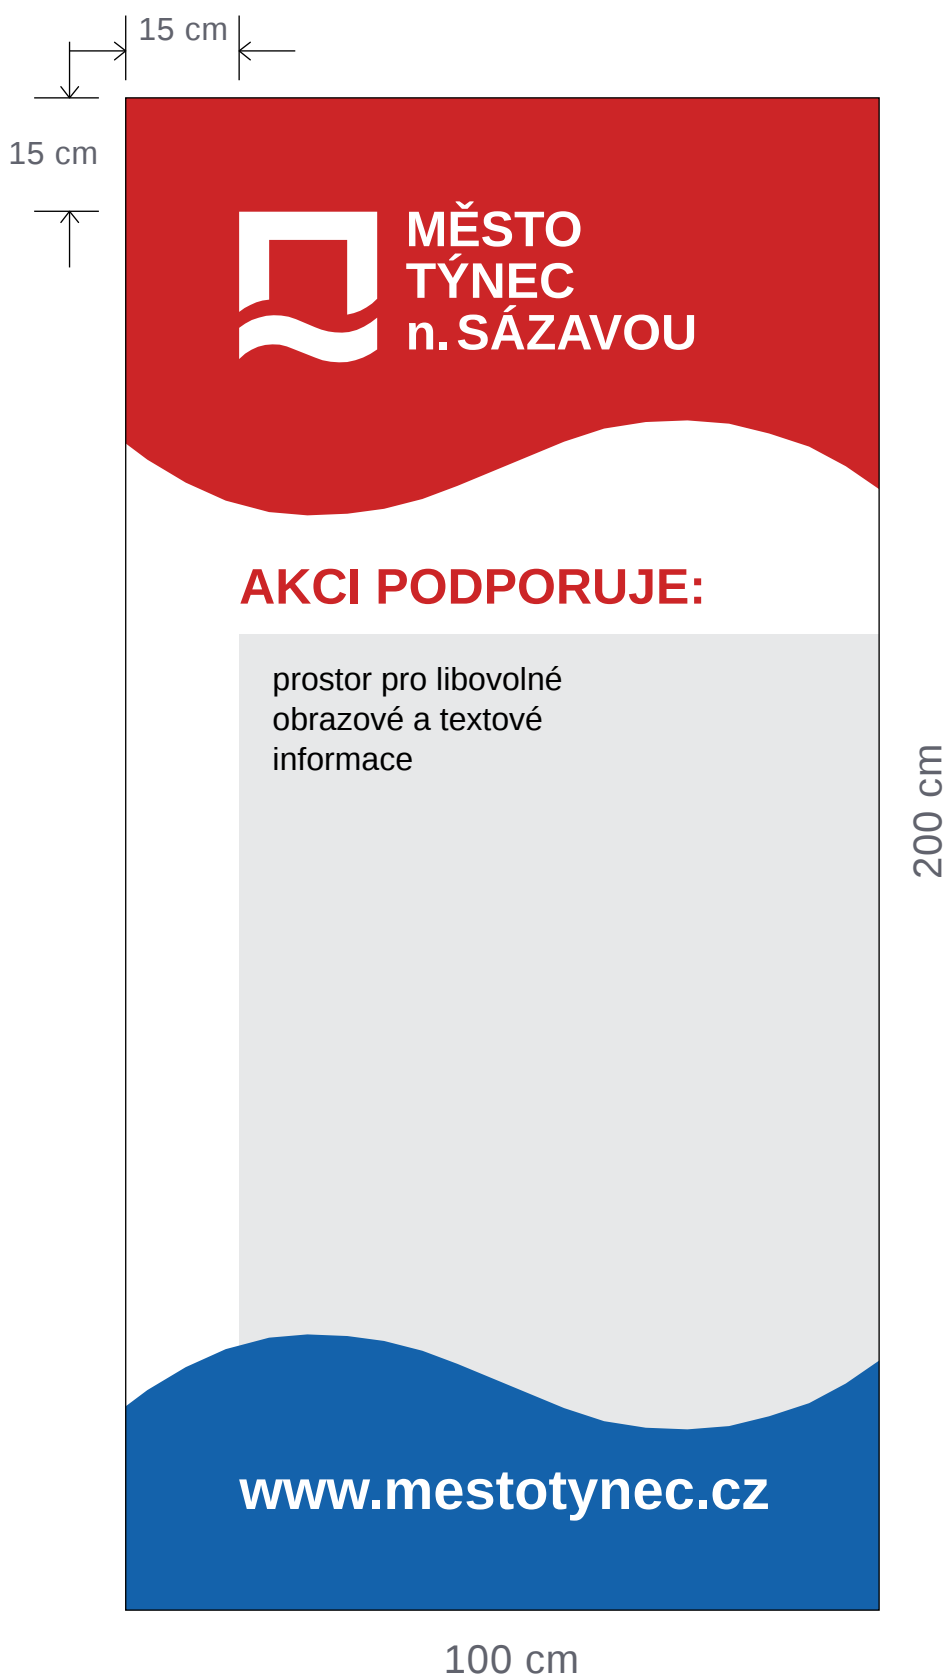 15 cm
15 cm
MĚSTO
TÝNEC
n. SÁZAVOU
AKCI PODPORUJE:
prostor pro libovolné
obrazové a textové
informace
200 cm
www.mestotynec.cz
100 cm